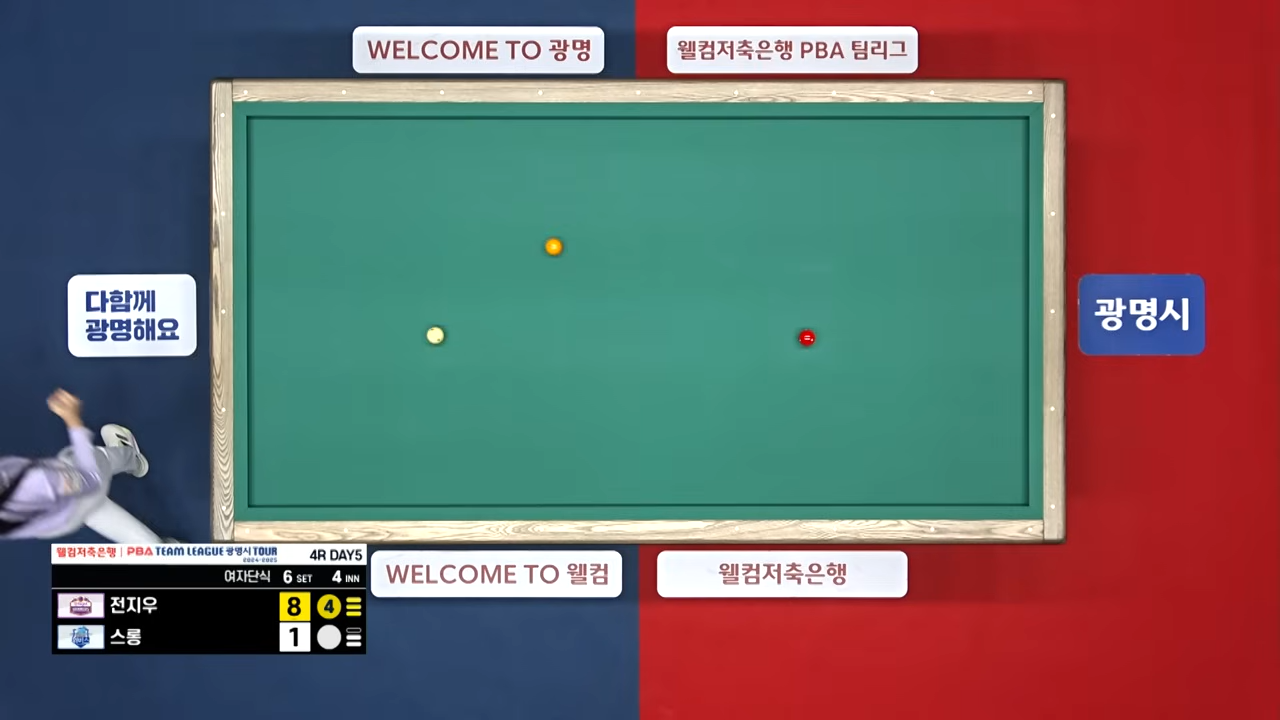 WELCOME TO 광명
웰컴저축은행 PBA 팀리그
다함께
광명해요
광명시
웰컴저축은행 | PBA TEAM LEAGUE 광명시 TOUR
2024-2025
4R DAY5
여자단식 6 SET 4 INN
전지우 8 4
스롱 1
WELCOME TO 웰컴
웰컴저축은행